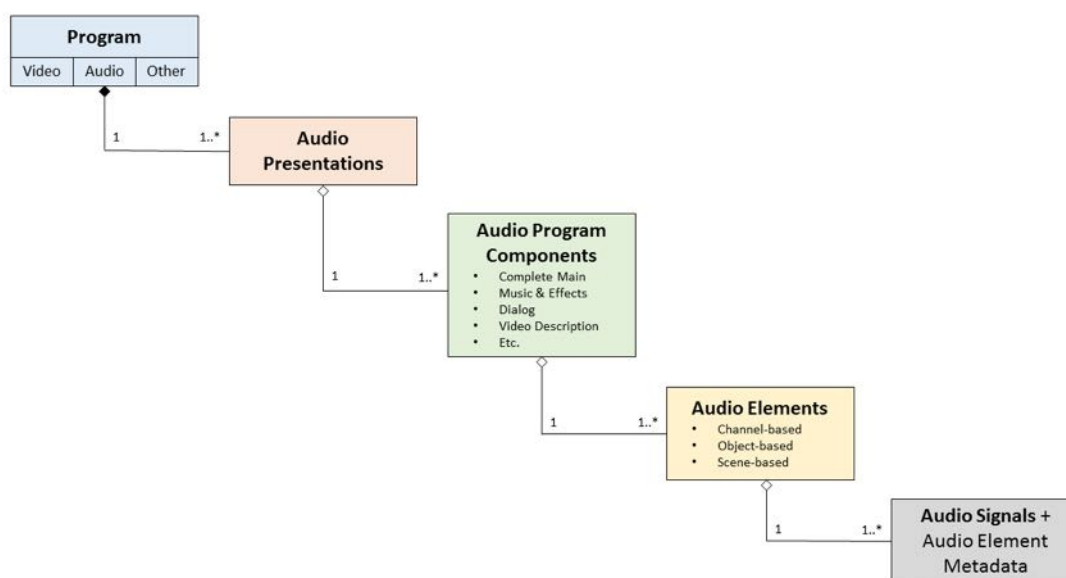 Program
Video Audio Other
1 1..*
Audio
Presentations
1 1..*
Audio Program
Components
• Complete Main
• Music & Effects
• Dialog
• Video Description
• Etc.
1 1..*
Audio Elements
• Channel-based
• Object-based
• Scene-based
1 1..*
Audio Signals +
Audio Element
Metadata